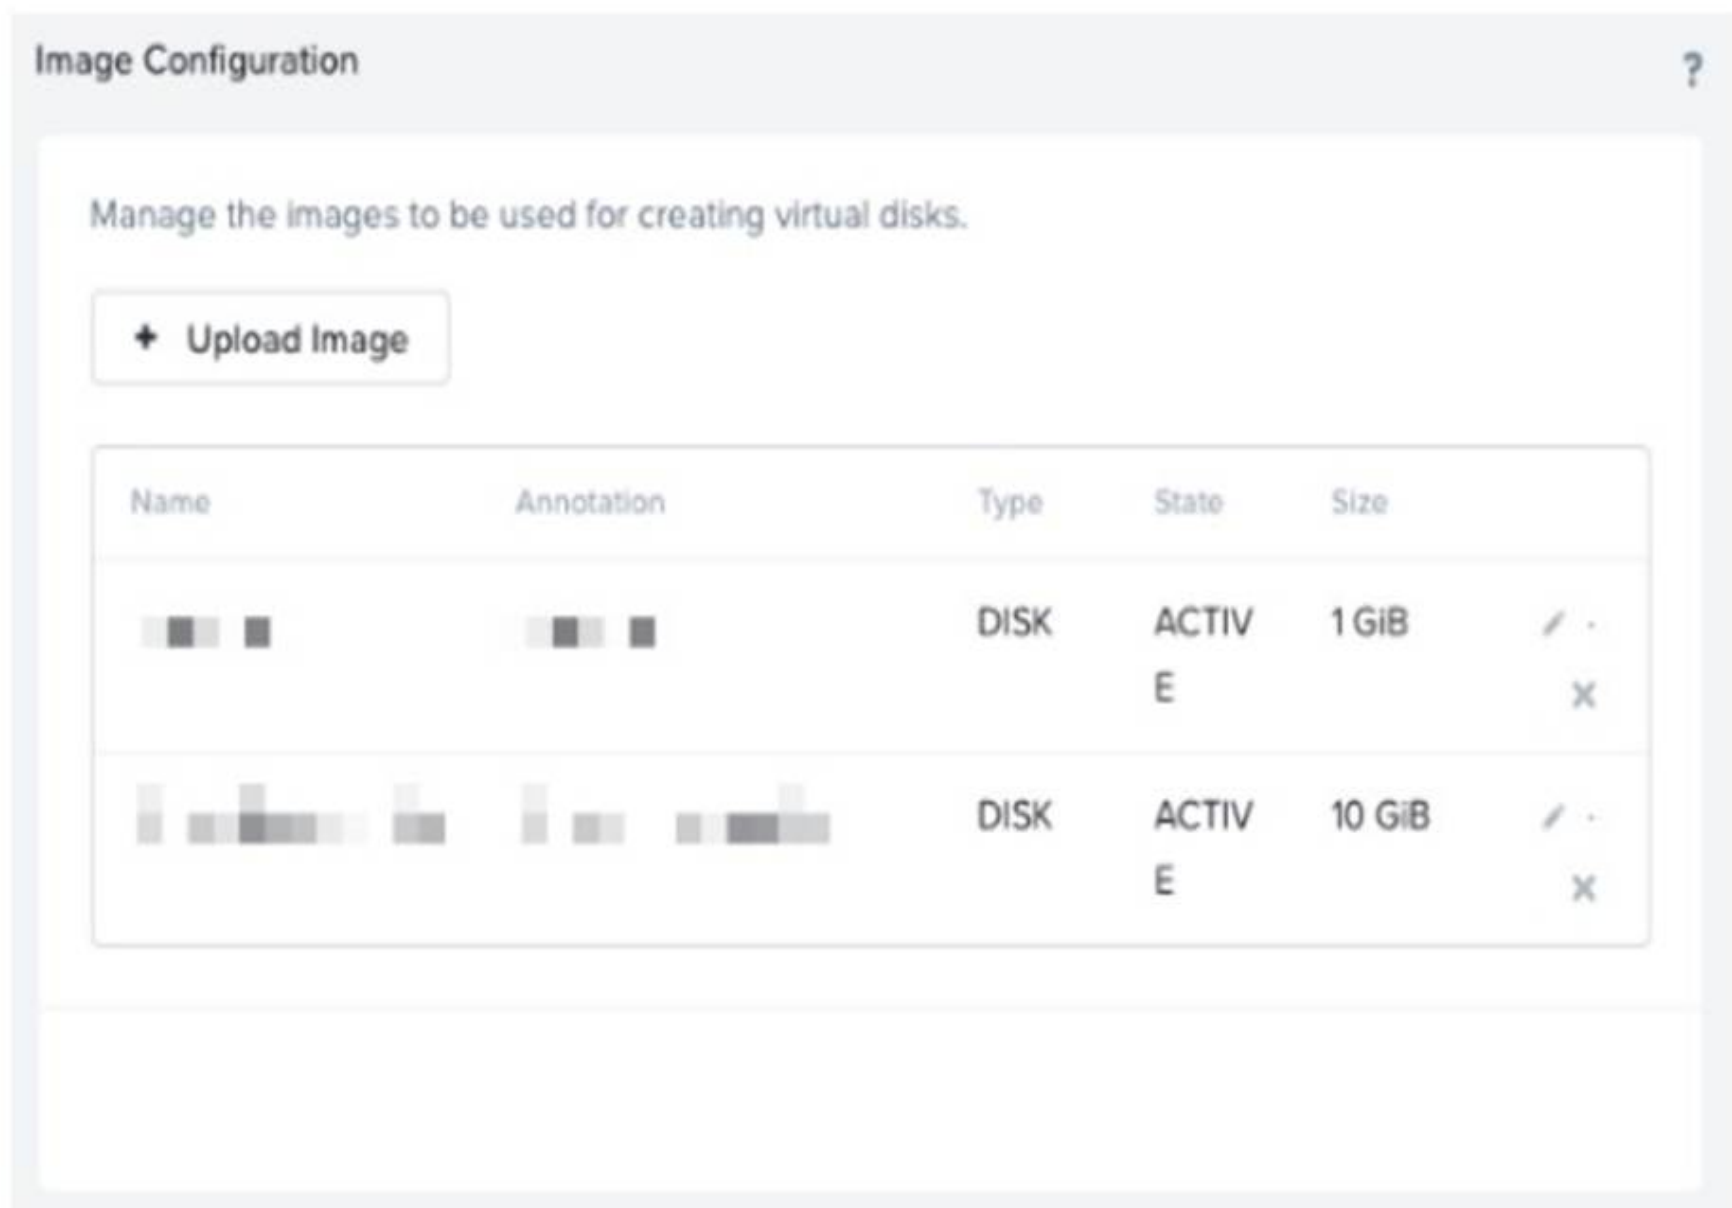 Image Configuration
?
Manage the images to be used for creating virtual disks.
+ Upload Image
Name Annotation Type State Size
DISK ACTIV 1 GiB
E
DISK ACTIV 10 GiB
E